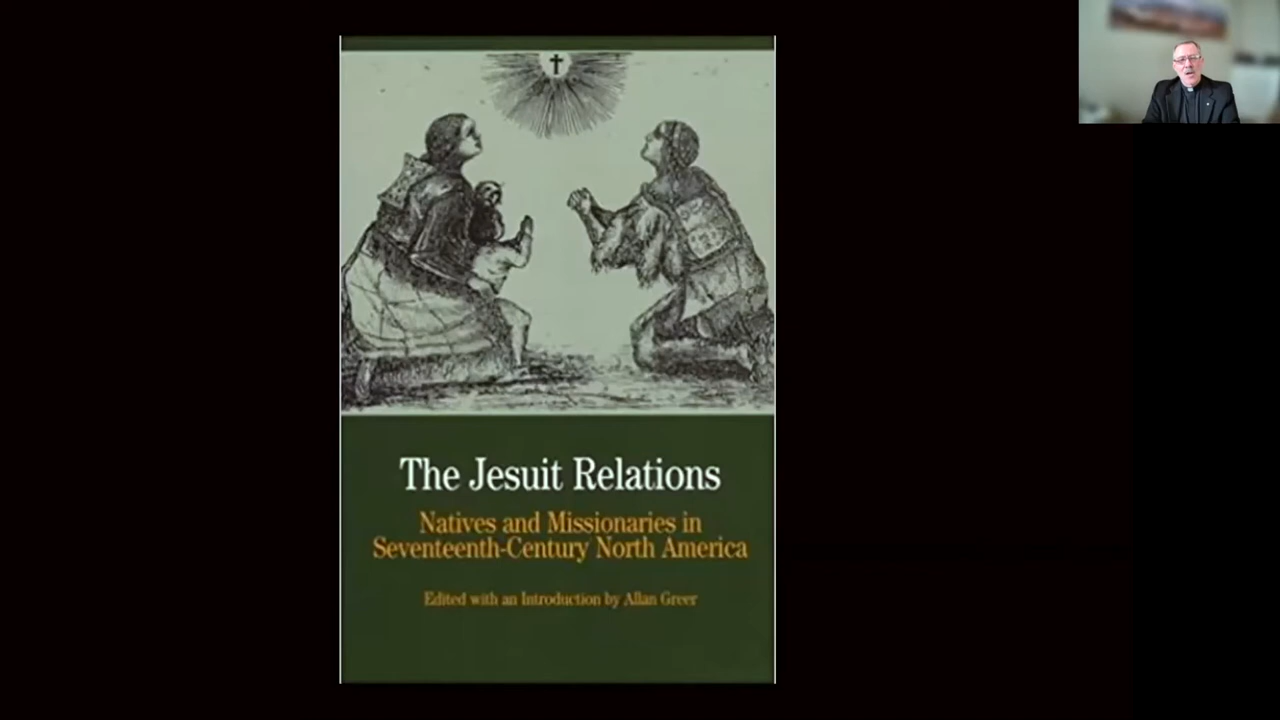 The Jesuit Relations
Natives and Missionaries in
Seventeenth-Century North America
Edited with an Introduction by Allan Greer